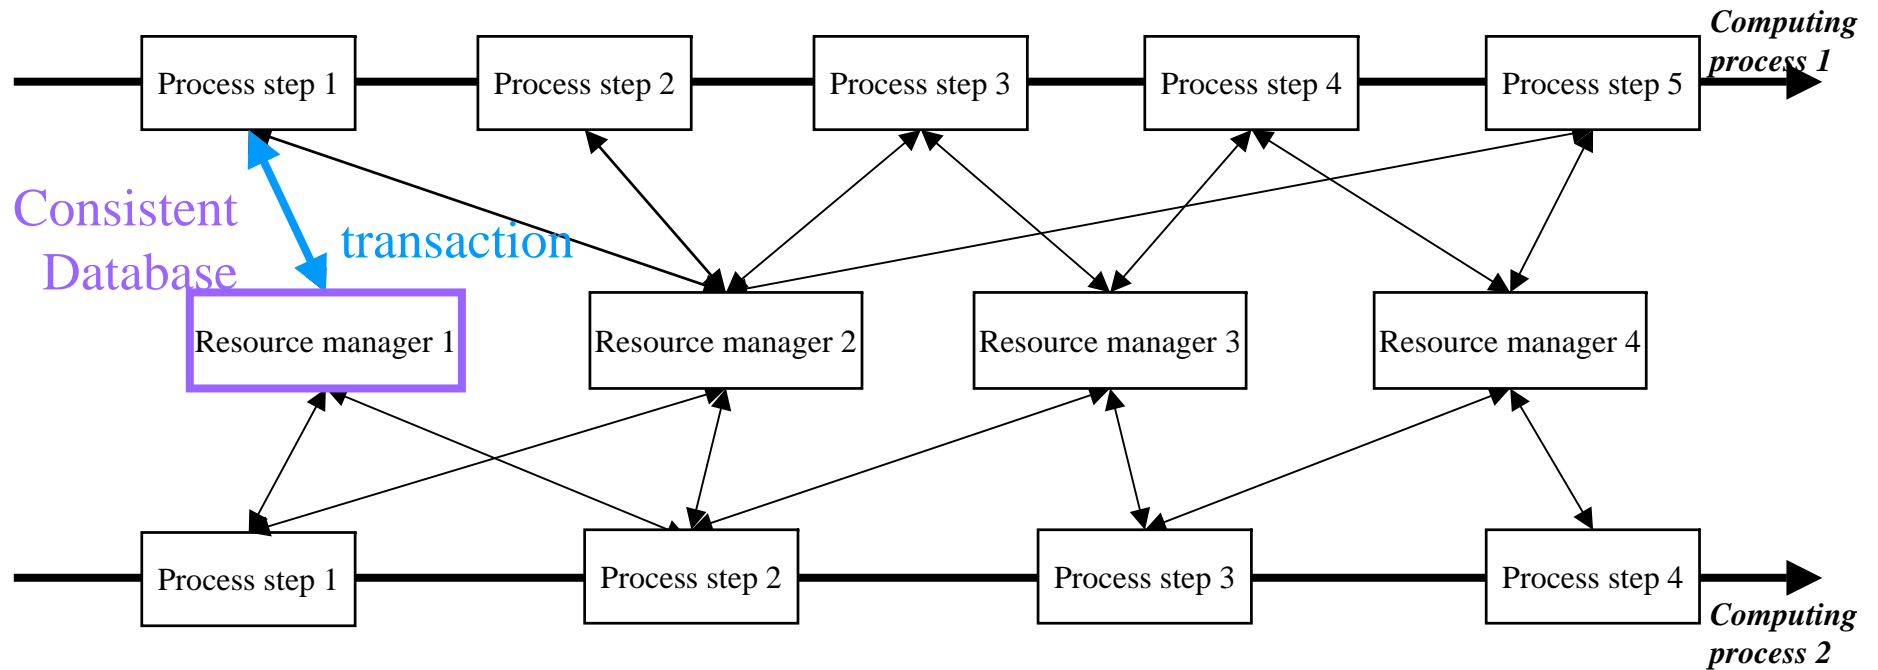 Computing
process 1
Process step 1
Process step 2
Process step 3
Process step 4
Process step 5
Consistent
Database
transaction
Resource manager 1
Resource manager 2
Resource manager 3
Resource manager 4
Process step 1
Process step 2
Process step 3
Process step 4
Computing
process 2